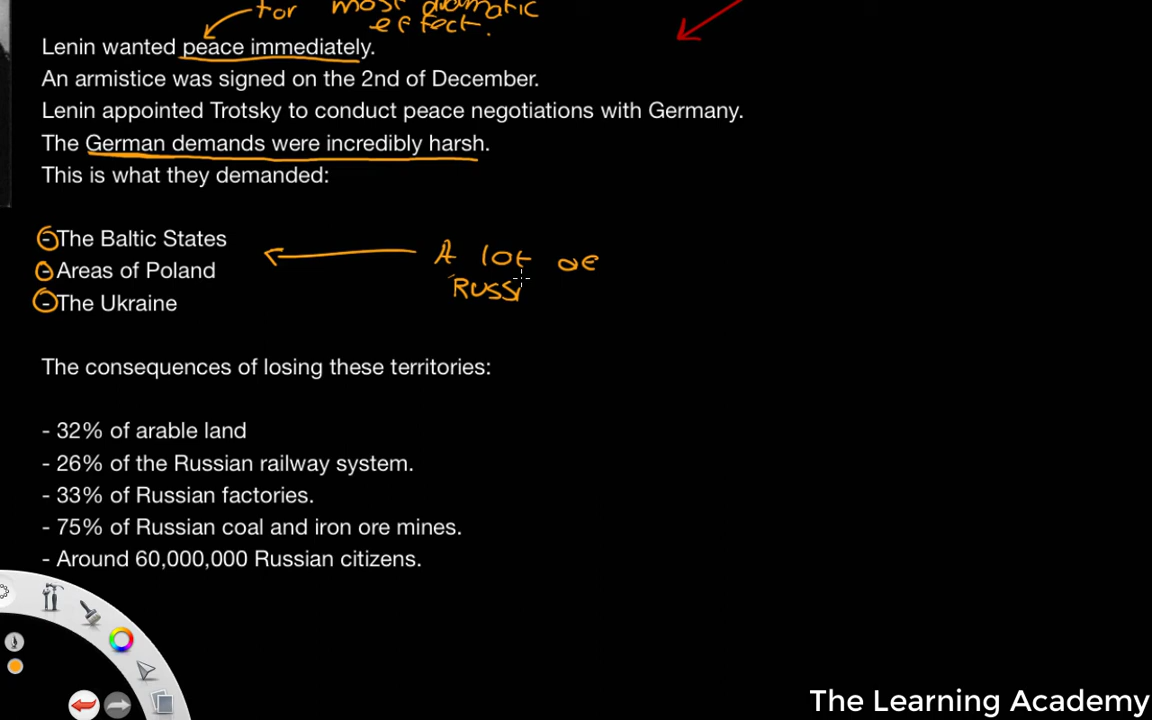 for most dramatic
effect.
Lenin wanted peace immediately.
An armistice was signed on the 2nd of December.
Lenin appointed Trotsky to conduct peace negotiations with Germany.
The German demands were incredibly harsh.
This is what they demanded:
-The Baltic States
-Areas of Poland
-The Ukraine
A lot of
Russi
The consequences of losing these territories:
- 32% of arable land
- 26% of the Russian railway system.
- 33% of Russian factories.
- 75% of Russian coal and iron ore mines.
- Around 60,000,000 Russian citizens.
The Learning Academy